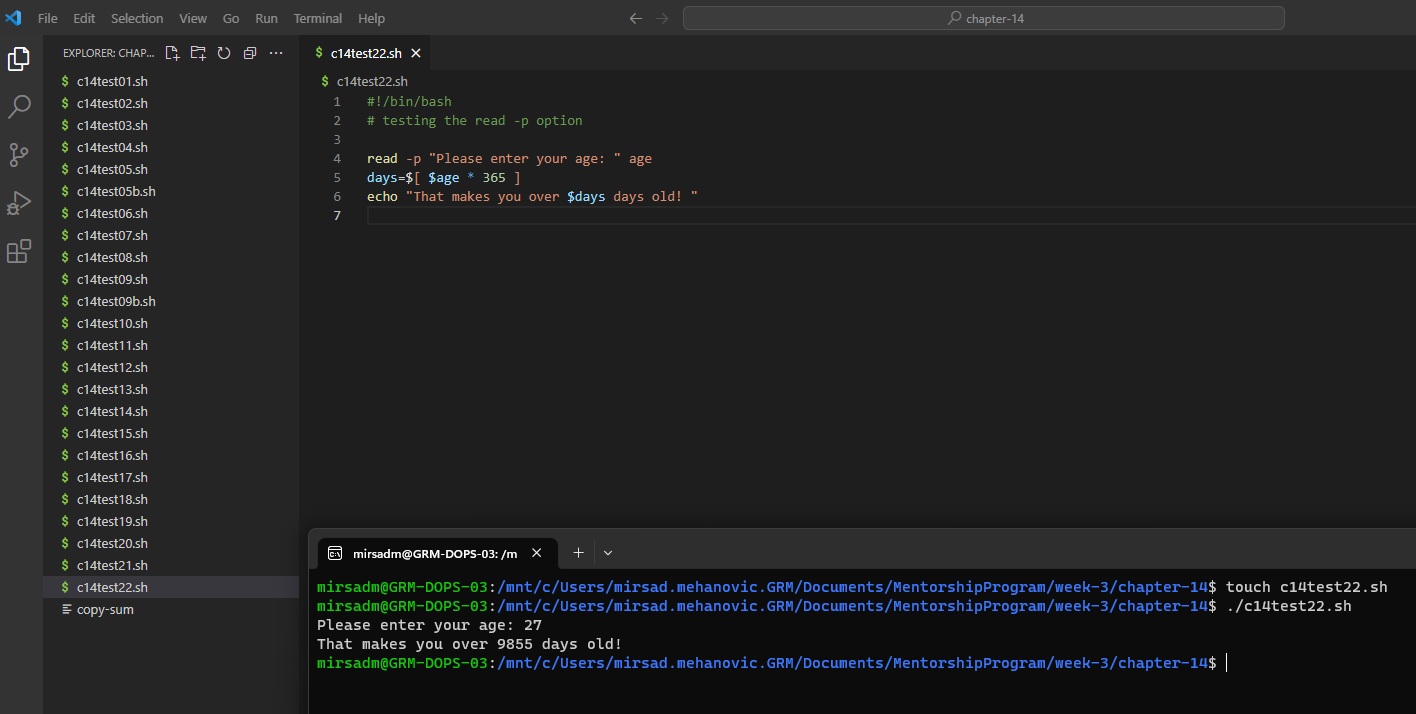 File Edit Selection View Go Run Terminal Help
chapter-14
EXPLORER: CHAP...
c14test01.sh
c14test02.sh
c14test03.sh
c14test04.sh
c14test05.sh
c14test05b.sh
c14test06.sh
c14test07.sh
c14test08.sh
c14test09.sh
c14test09b.sh
c14test10.sh
c14test11.sh
c14test12.sh
c14test13.sh
c14test14.sh
c14test15.sh
c14test16.sh
c14test17.sh
c14test18.sh
c14test19.sh
c14test20.sh
c14test21.sh
c14test22.sh
copy-sum
$ c14test22.sh
$ c14test22.sh
1 #!/bin/bash
2 # testing the read -p option
3
4 read -p "Please enter your age: " age
5 days=$[ $age * 365 ]
6 echo "That makes you over $days days old! "
7
mirsadm@GRM-DOPS-03: /m
mirsadm@GRM-DOPS-03:/mnt/c/Users/mirsad.mehanovic.GRM/Documents/MentorshipProgram/week-3/chapter-14$ touch c14test22.sh
mirsadm@GRM-DOPS-03:/mnt/c/Users/mirsad.mehanovic.GRM/Documents/MentorshipProgram/week-3/chapter-14$ ./c14test22.sh
Please enter your age: 27
That makes you over 9855 days old!
mirsadm@GRM-DOPS-03:/mnt/c/Users/mirsad.mehanovic.GRM/Documents/MentorshipProgram/week-3/chapter-14$